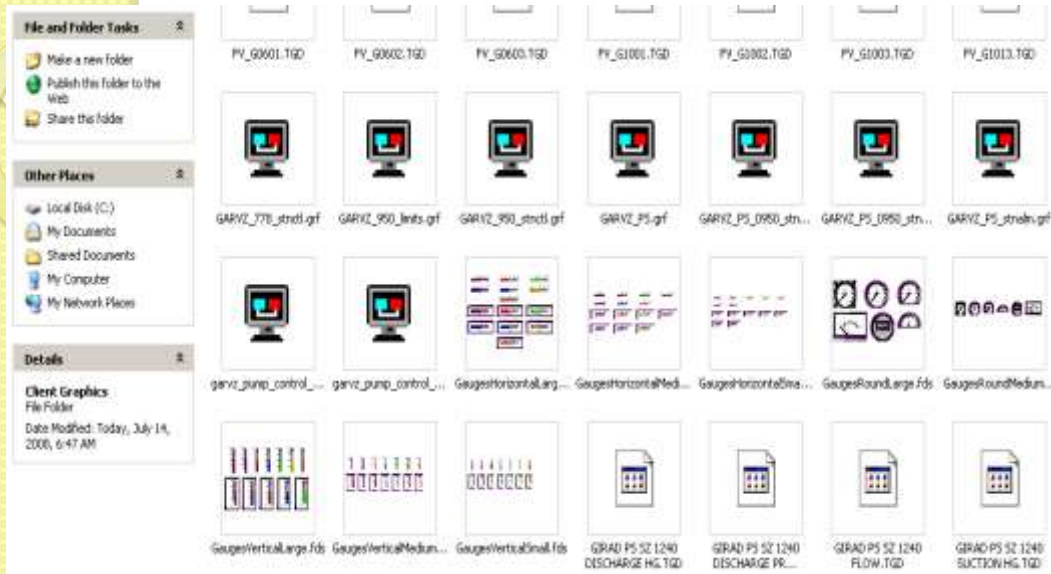 File and Folder Tasks
Make a new folder
Publish this folder to the
Web
Share this folder
Other Places
Local Disk (C:)
My Documents
Shared Documents
My Computer
My Network Places
Details
Client Graphics
File Folder
Date Modified: Today, July 14,
2008, 6:47 AM
PV_G0601.TGD PV_G0602.TGD PV_G0603.TGD PV_G1001.TGD PV_G1002.TGD PV_G1003.TGD PV_G1013.TGD
GARVZ_778_stnctl.grf GARVZ_950_limits.grf GARVZ_950_stnctl.grf GARVZ_PS.grf GARVZ_PS_0950_stn... GARVZ_PS_0950_stn... GARVZ_PS_stnalm.grf
garvz_pump_control_... garvz_pump_control_... GaugesHorizontalLarg... GaugesHorizontalMedi... GaugesHorizontalSma... GaugesRoundLarge.fds GaugesRoundMedium...
GaugesVerticalLarge.fds GaugesVerticalMedium... GaugesVerticalSmall.fds GIRAD PS SZ 1240 GIRAD PS SZ 1240 GIRAD PS SZ 1240 GIRAD PS SZ 1240
DISCHARGE HG.TGD DISCHARGE PR.... FLOW.TGD SUCTION HG.TGD